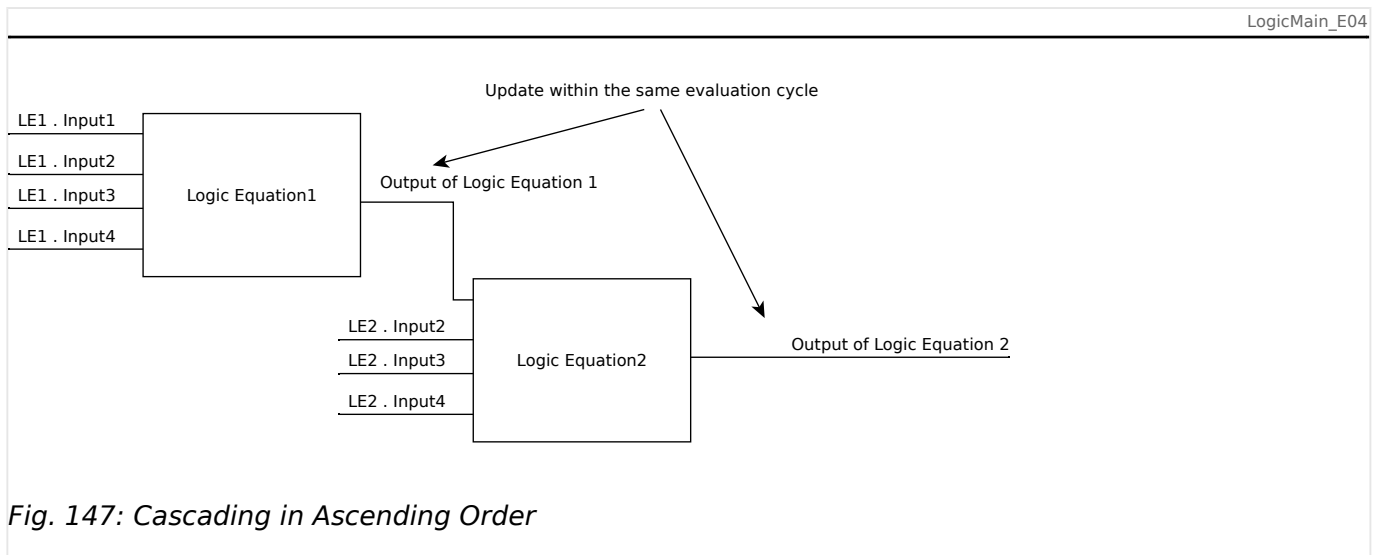 LogicMain_E04
Update within the same evaluation cycle
LE1 . Input1
LE1 . Input2
LE1 . Input3
LE1 . Input4
Logic Equation1
Output of Logic Equation 1
LE2 . Input2
LE2 . Input3
LE2 . Input4
Logic Equation2
Output of Logic Equation 2
Fig. 147: Cascading in Ascending Order